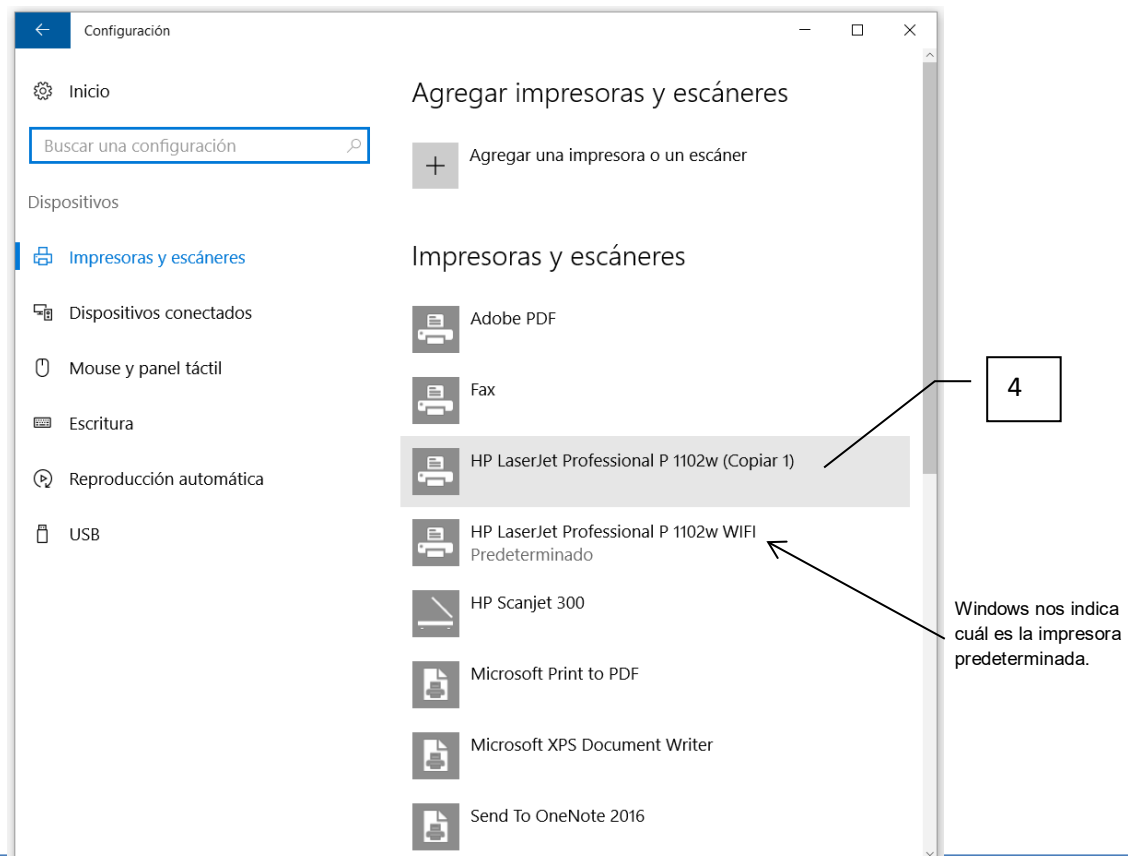 Configuración
Inicio
Buscar una configuración
Dispositivos
Impresoras y escáneres
Dispositivos conectados
Mouse y panel táctil
Escritura
Reproducción automática
USB
Agregar impresoras y escáneres
Agregar una impresora o un escáner
Impresoras y escáneres
Adobe PDF
Fax
HP LaserJet Professional P 1102w (Copiar 1)
HP LaserJet Professional P 1102w WIFI
Predeterminado
HP Scanjet 300
Microsoft Print to PDF
Microsoft XPS Document Writer
Send To OneNote 2016
4
Windows nos indica
cuál es la impresora
predeterminada.